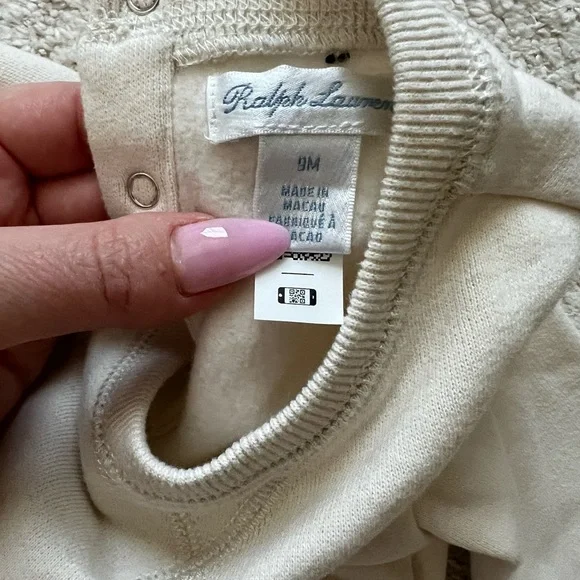 Ralph Lauren
9M
MADE IN
MACAU
FABRIQUÉ À
MACAO